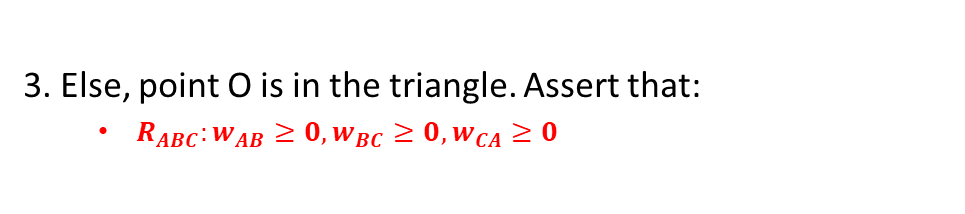 3. Else, point O is in the triangle. Assert that:
• R_ABC: w_AB ≥ 0, w_BC ≥ 0, w_CA ≥ 0